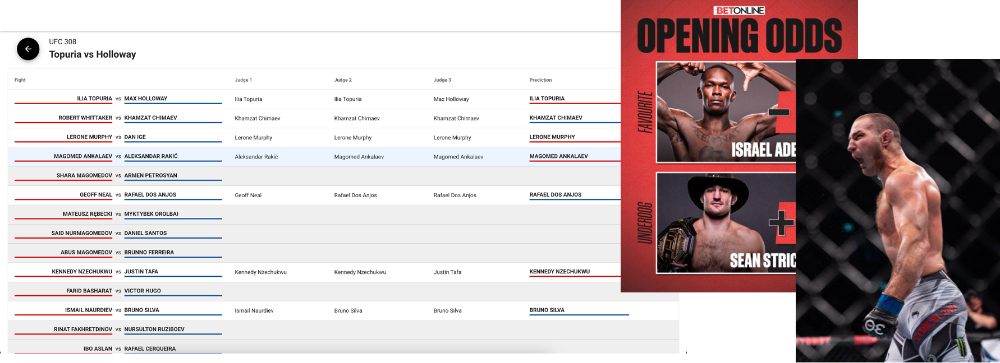 UFC 308
Topuria vs Holloway
Fight Judge 1 Judge 2 Judge 3 Prediction
ILIA TOPURIA vs MAX HOLLOWAY Ilia Topuria Ilia Topuria Max Holloway ILIA TOPURIA
ROBERT WHITTAKER vs KHAMZAT CHIMAEV Khamzat Chimaev Khamzat Chimaev Khamzat Chimaev KHAMZAT CHIMAEV
LERONE MURPHY vs DAN IGE Lerone Murphy Lerone Murphy Lerone Murphy LERONE MURPHY
MAGOMED ANKALAEV vs ALEKSANDAR RAKIĆ Aleksandar Rakić Magomed Ankalaev Magomed Ankalaev MAGOMED ANKALAEV
SHARA MAGOMEDOV vs ARMEN PETROSYAN
GEOFF NEAL vs RAFAEL DOS ANJOS Geoff Neal Rafael Dos Anjos Rafael Dos Anjos RAFAEL DOS ANJOS
MATEUSZ RĘBECKI vs MYKTYBEK OROLBAI
SAID NURMAGOMEDOV vs DANIEL SANTOS
ABUS MAGOMEDOV vs BRUNNO FERREIRA
KENNEDY NZECHUKWU vs JUSTIN TAFA Kennedy Nzechukwu Kennedy Nzechukwu Justin Tafa KENNEDY NZECHUKWU
FARID BASHARAT vs VICTOR HUGO
ISMAIL NAURDIEV vs BRUNO SILVA Ismail Naurdiev Bruno Silva Bruno Silva BRUNO SILVA
RINAT FAKHRETDINOV vs NURSULTON RUZIBOEV
IBO ASLAN vs RAFAEL CERQUEIRA
BETONLINE
OPENING ODDS
FAVOURITE
-
ISRAEL ADE
UNDERDOG
+
SEAN STRIC
STRICKLAND